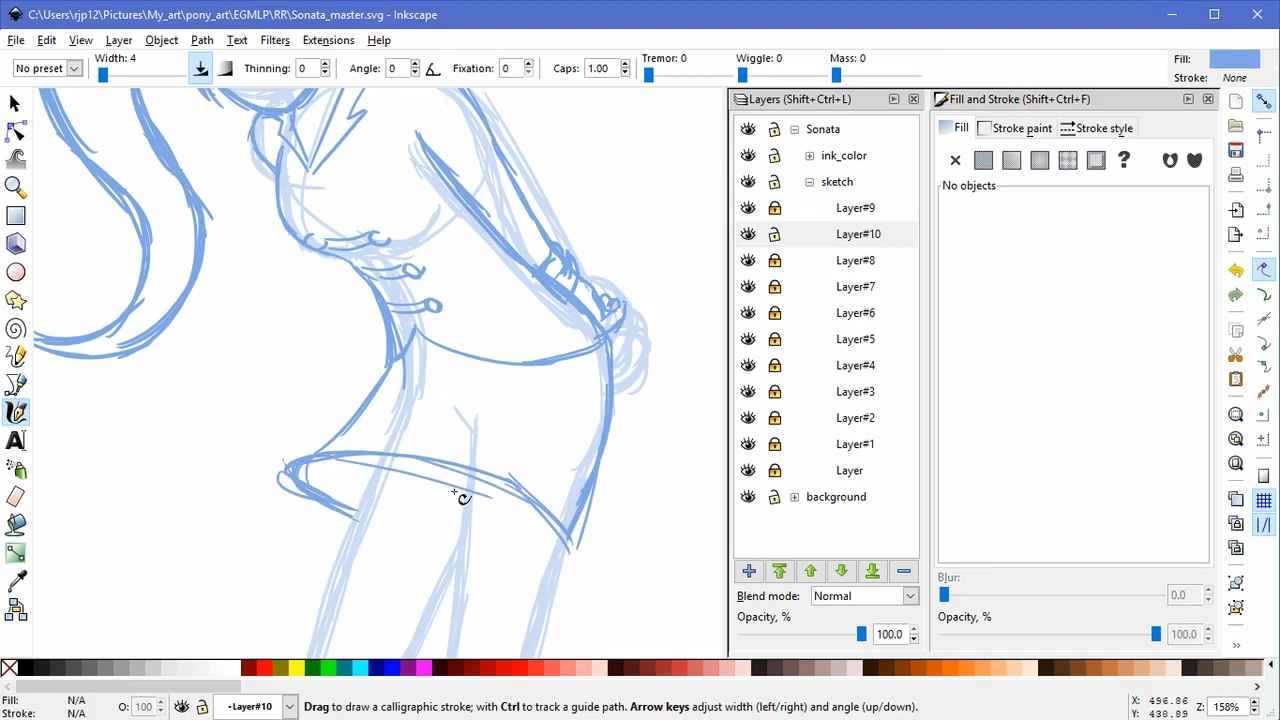 C:\Users\rjp12\Pictures\My_art\pony_art\EGMLP\RR\Sonata_master.svg - Inkscape
File Edit View Layer Object Path Text Filters Extensions Help
No preset Width: 4 Thinning: 0 Angle: 0 Fixation: 0 Caps: 1.00 Tremor: 0 Wiggle: 0 Mass: 0 Fill:
Stroke: None
Layers (Shift+Ctrl+L) Fill and Stroke (Shift+Ctrl+F)
Sonata Fill Stroke paint Stroke style
ink_color
sketch No objects
Layer#9
Layer#10
Layer#8
Layer#7
Layer#6
Layer#5
Layer#4
Layer#3
Layer#2
Layer#1
Layer
background
Blur:
Blend mode: Normal 0.0
Opacity, % Opacity, %
100.0 100.0
Fill: N/A O: 100 -Layer#10 Drag to draw a calligraphic stroke; with Ctrl to track a guide path. Arrow keys adjust width (left/right) and angle (up/down). X: 496.86 Z: 158%
Stroke: N/A Y: 430.89